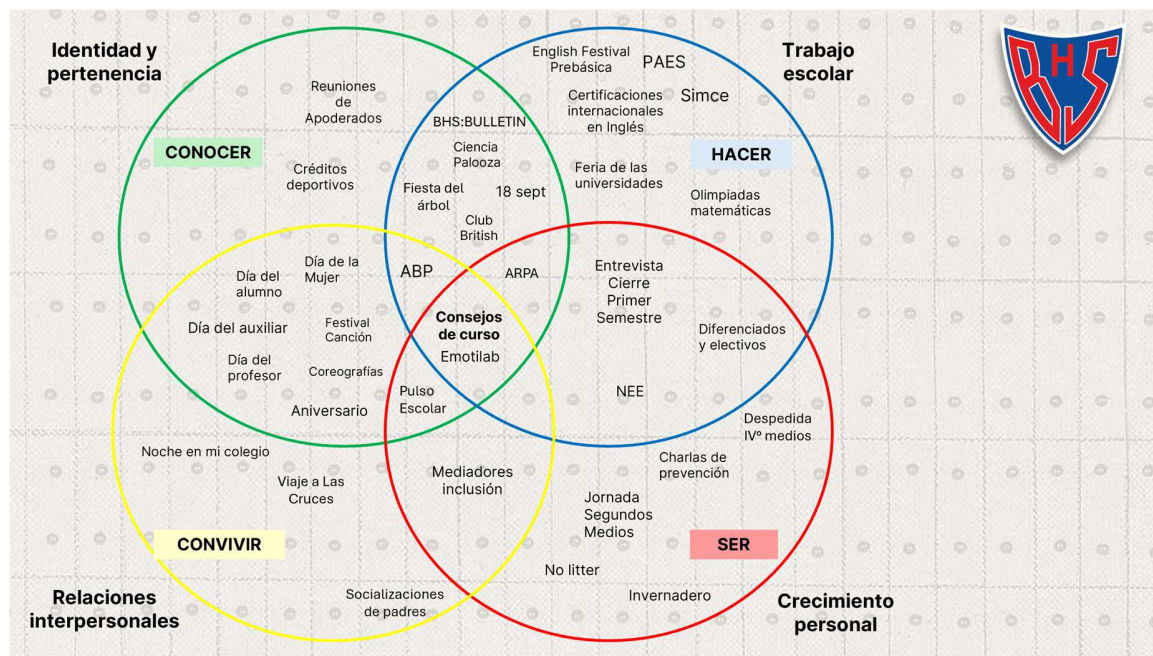 Identidad y
pertenencia
Trabajo
escolar
BHS
CONOCER
HACER
Reuniones
de
Apoderados
Créditos
deportivos
BHS:BULLETIN
Ciencia
Palooza
Fiesta del
árbol
18 sept
Club
British
English Festival
Prebásica
PAES
Certificaciones
internacionales
en Inglés
Simce
Feria de las
universidades
Olimpiadas
matemáticas
Día del
alumno
Día de la
Mujer
Día del auxiliar
Festival
Canción
Día del
profesor
Coreografías
Aniversario
ABP
ARPA
Consejos
de curso
Emotilab
Pulso
Escolar
Entrevista
Cierre
Primer
Semestre
Diferenciados
y electivos
NEE
Noche en mi colegio
Viaje a Las
Cruces
Mediadores
inclusión
Despedida
IVº medios
Charlas de
prevención
Jornada
Segundos
Medios
CONVIVIR
SER
No litter
Invernadero
Socializaciones
de padres
Relaciones
interpersonales
Crecimiento
personal